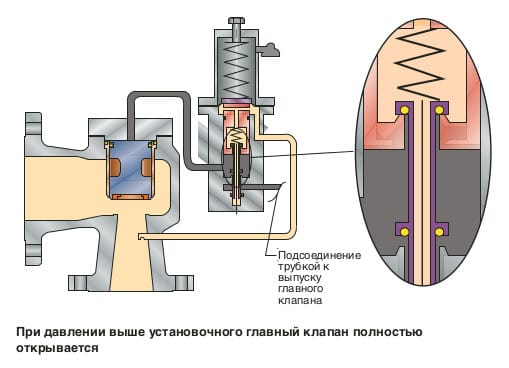 Подсоединение
трубкой к
выпуску
главного
клапана
При давлении выше установочного главный клапан полностью
открывается